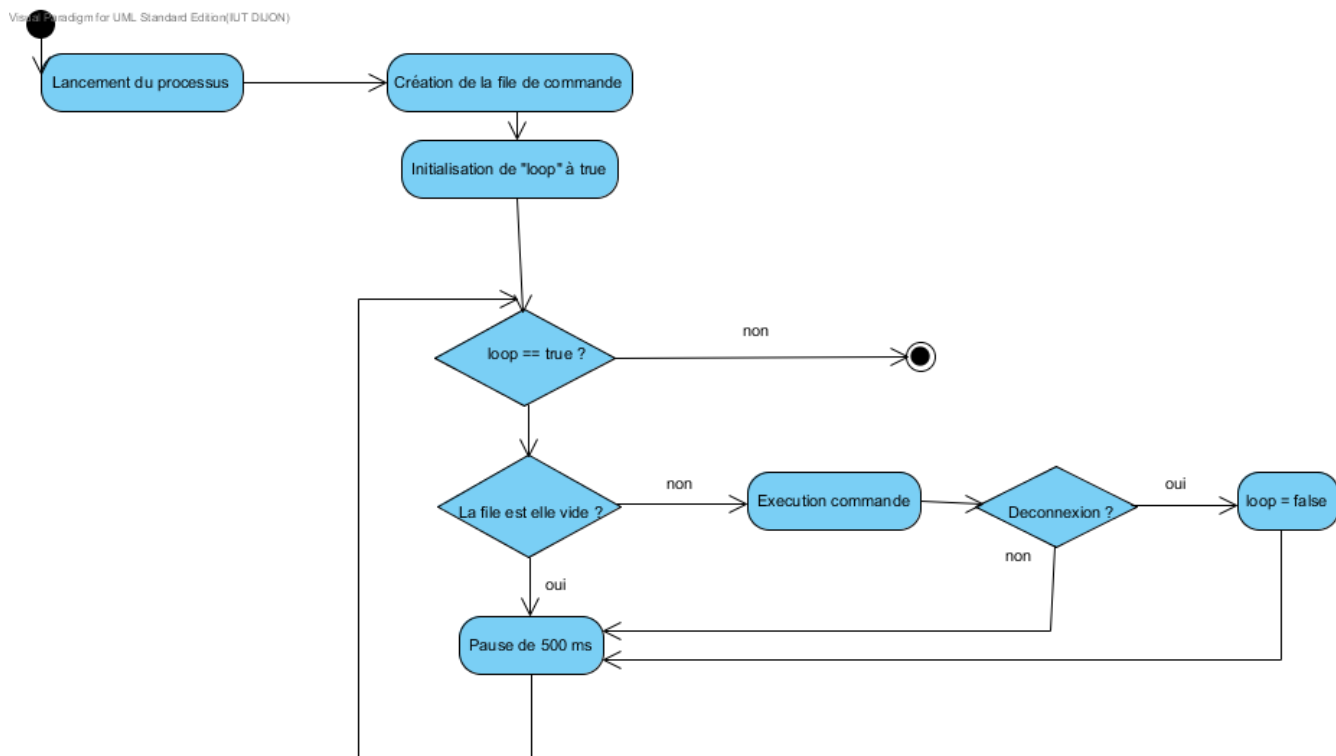 Visual Paradigm for UML Standard Edition(IUT DIJON)
Lancement du processus
Création de la file de commande
Initialisation de "loop" à true
loop == true ?
non
La file est elle vide ?
non
Execution commande
Deconnexion ?
oui
loop = false
non
oui
Pause de 500 ms